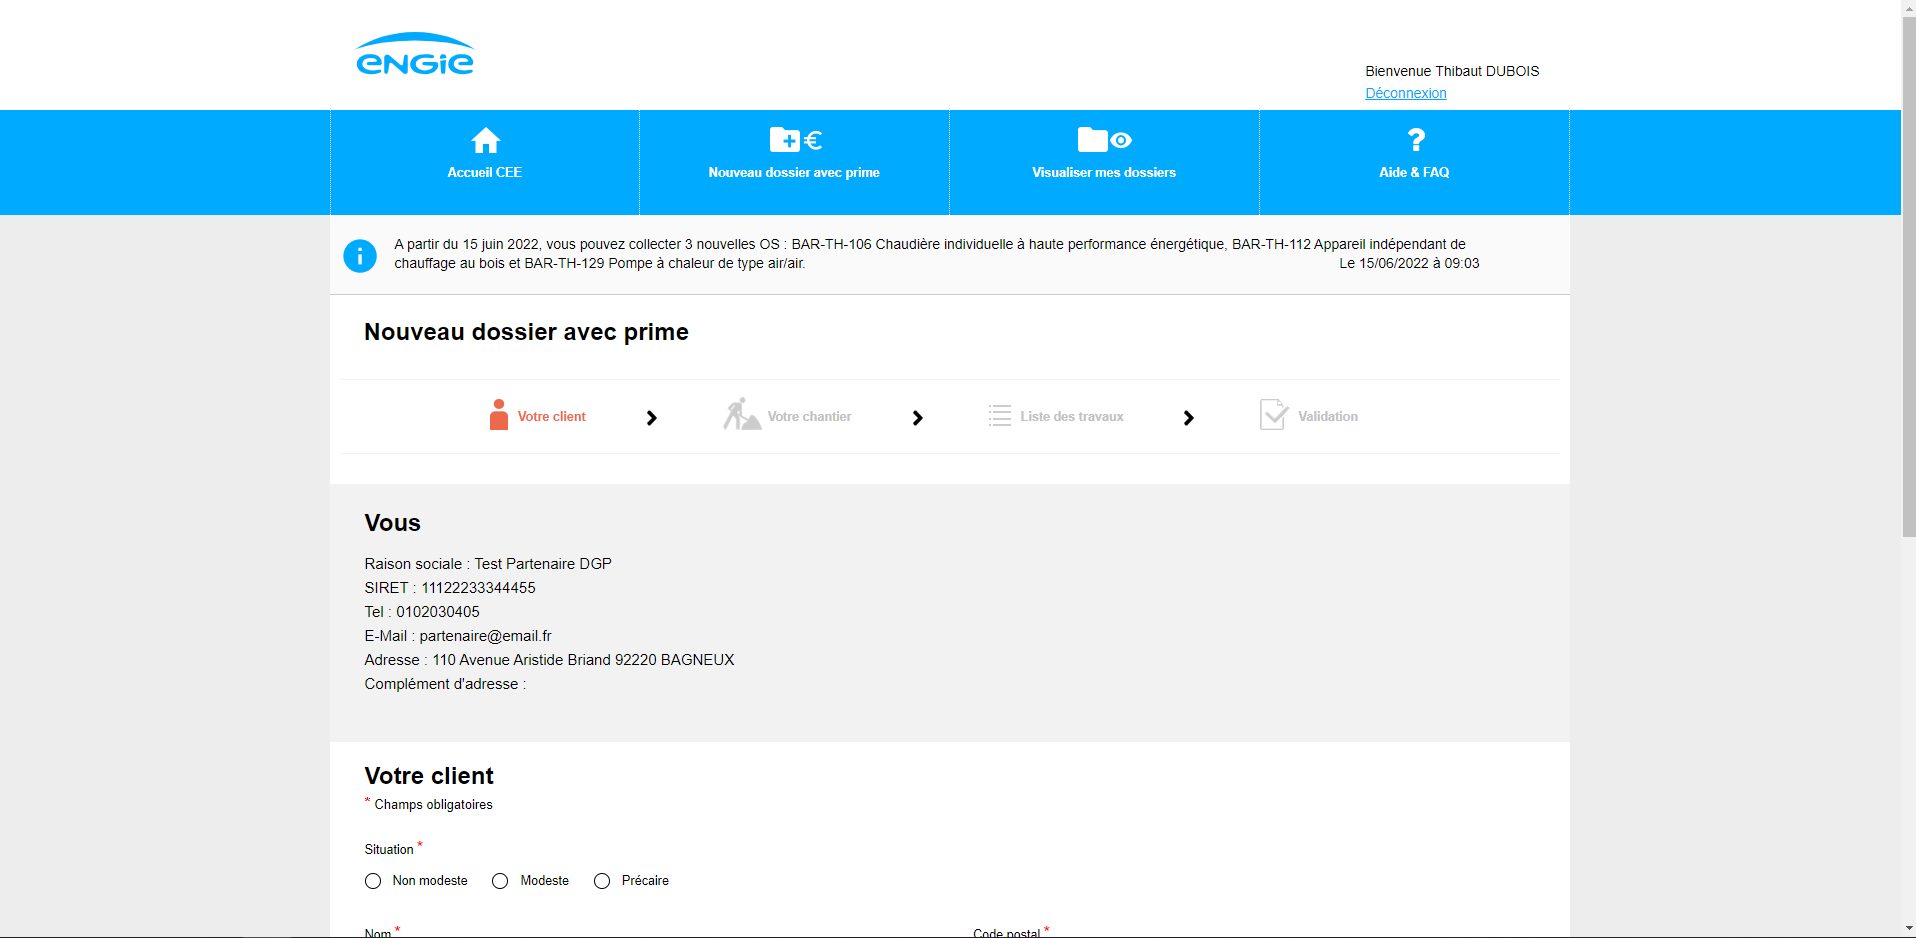 ENGIE
Bienvenue Thibaut DUBOIS
Déconnexion
Accueil CEE
Nouveau dossier avec prime
Visualiser mes dossiers
Aide & FAQ
A partir du 15 juin 2022, vous pouvez collecter 3 nouvelles OS : BAR-TH-106 Chaudière individuelle à haute performance énergétique, BAR-TH-112 Appareil indépendant de
chauffage au bois et BAR-TH-129 Pompe à chaleur de type air/air.
Le 15/06/2022 à 09:03
Nouveau dossier avec prime
Votre client
Votre chantier
Liste des travaux
Validation
Vous
Raison sociale : Test Partenaire DGP
SIRET : 11122233344455
Tel : 0102030405
E-Mail : partenaire@email.fr
Adresse : 110 Avenue Aristide Briand 92220 BAGNEUX
Complément d'adresse :
Votre client
* Champs obligatoires
Situation *
Non modeste
Modeste
Précaire
Nom *
Code postal *